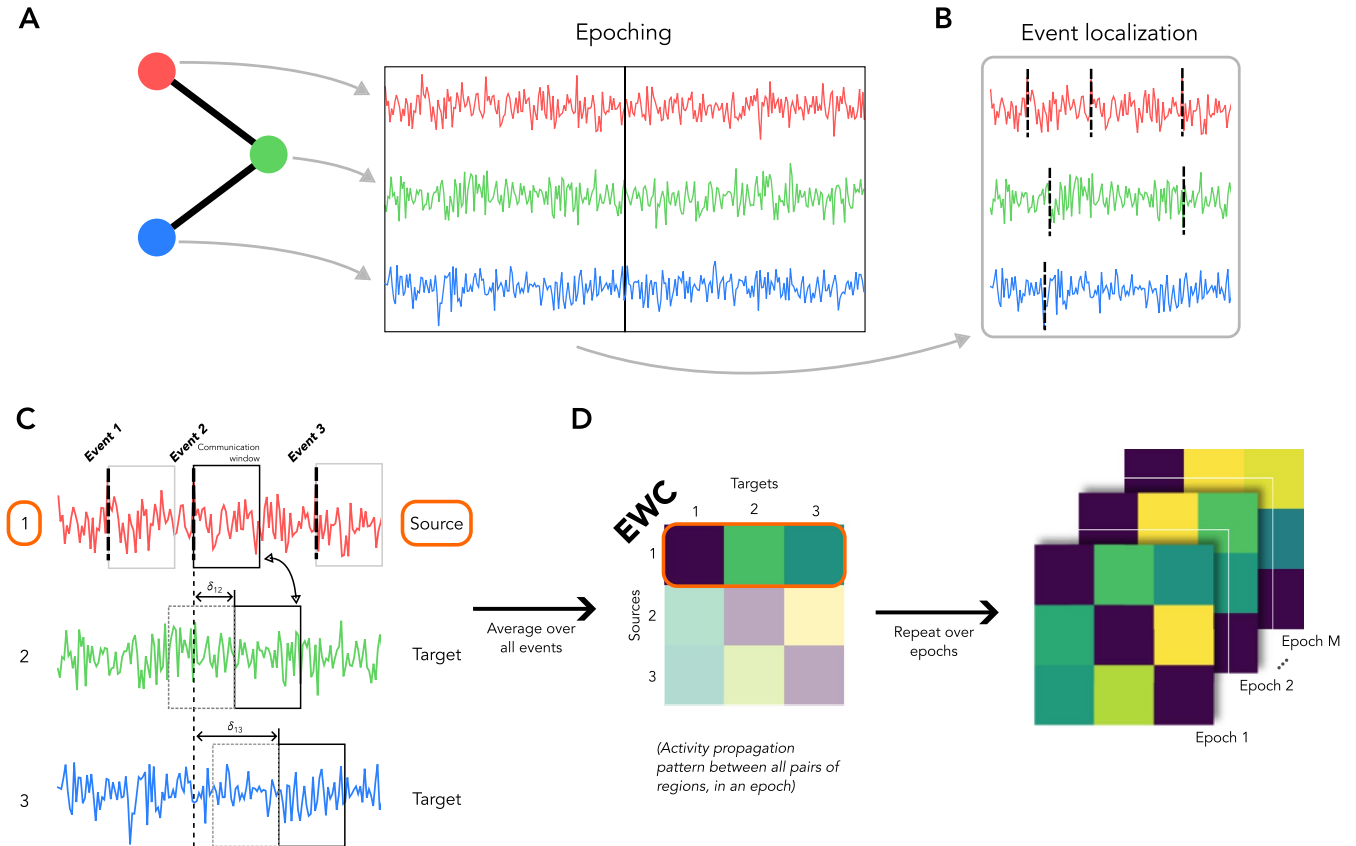 A
Epoching
B
Event localization
C
Event 1
Event 2
Communication
window
Event 3
1
Source
δ12
2
Target
δ13
3
Target
Average over
all events
D
EWC
Targets
1
2
3
Sources
1
2
3
(Activity propagation
pattern between all pairs of
regions, in an epoch)
Repeat over
epochs
Epoch M
Epoch 2
Epoch 1